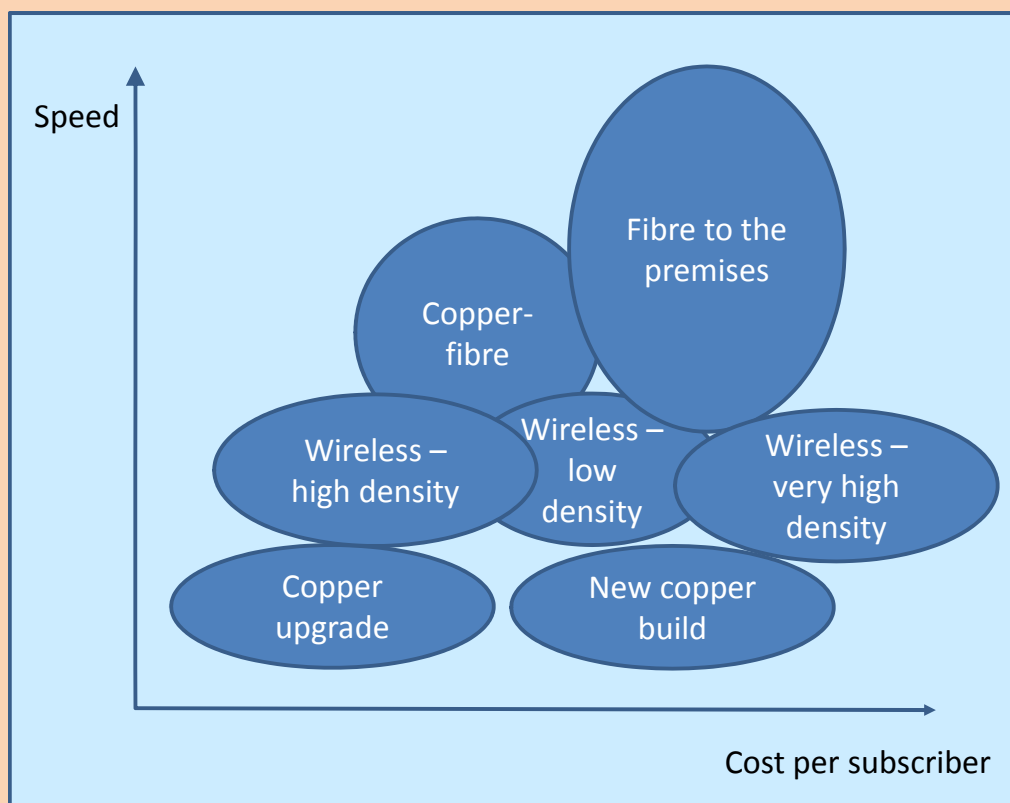 Speed
Fibre to the
premises
Copper-
fibre
Wireless –
high density
Wireless –
low
density
Wireless –
very high
density
Copper
upgrade
New copper
build
Cost per subscriber